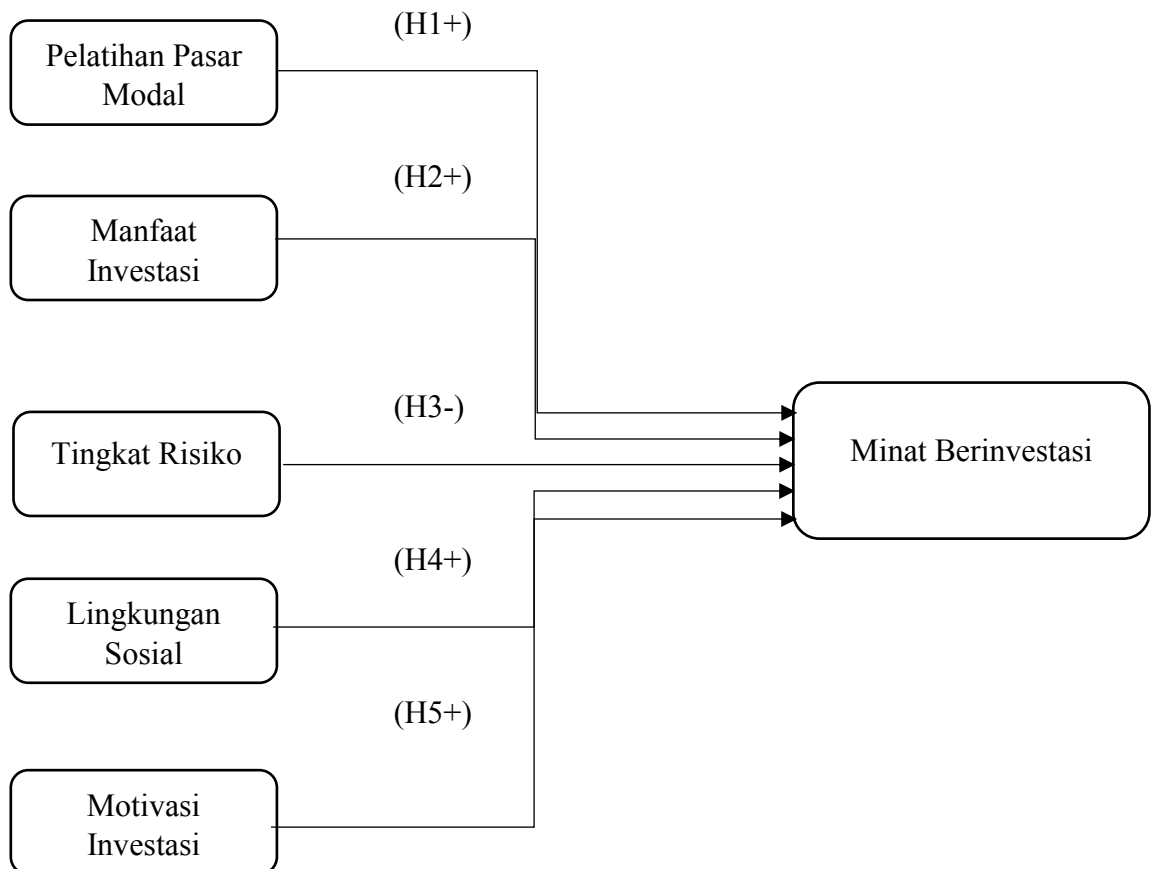 (H1+)
Pelatihan Pasar
Modal
(H2+)
Manfaat
Investasi
(H3-)
Tingkat Risiko
Minat Berinvestasi
(H4+)
Lingkungan
Sosial
(H5+)
Motivasi
Investasi